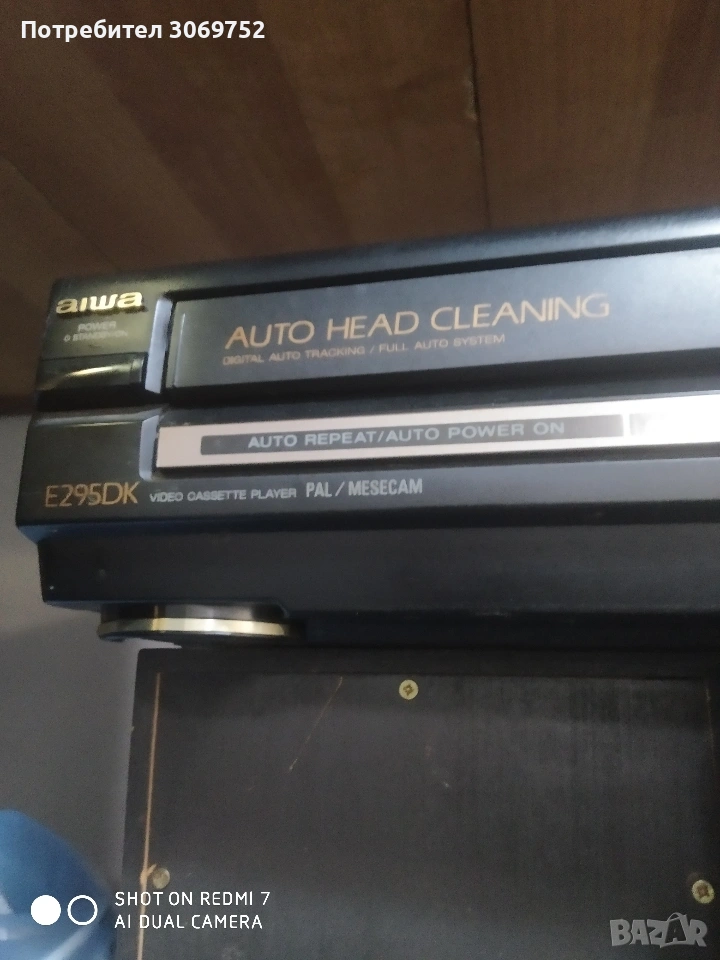 Потребител 3069752
aiwa
POWER
AUTO HEAD CLEANING
DIGITAL AUTO TRACKING / FULL AUTO SYSTEM
AUTO REPEAT/AUTO POWER ON
E295DK VIDEO CASSETTE PLAYER PAL/MESECAM
SHOT ON REDMI 7
AI DUAL CAMERA
BAZAR